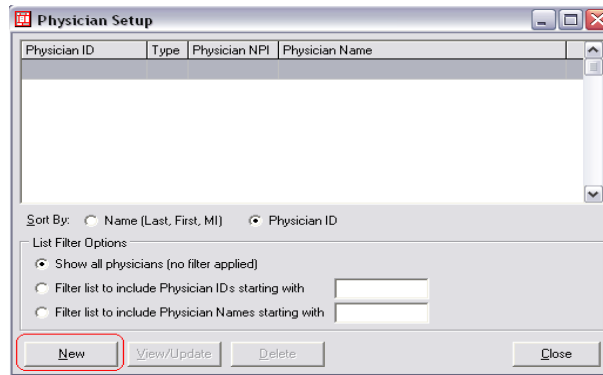 Physician Setup
Physician ID Type Physician NPI Physician Name
Sort By: Name (Last, First, MI) Physician ID
List Filter Options
Show all physicians (no filter applied)
Filter list to include Physician IDs starting with
Filter list to include Physician Names starting with
New View/Update Delete Close